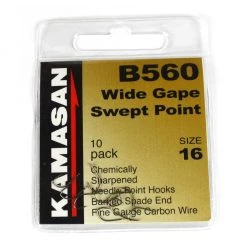 KAMASAN
B560
Wide Gape
Swept Point
10
pack
SIZE
16
Chemically
Sharpened
Needle Point Hooks
Barbed Spade End
Fine Gauge Carbon Wire